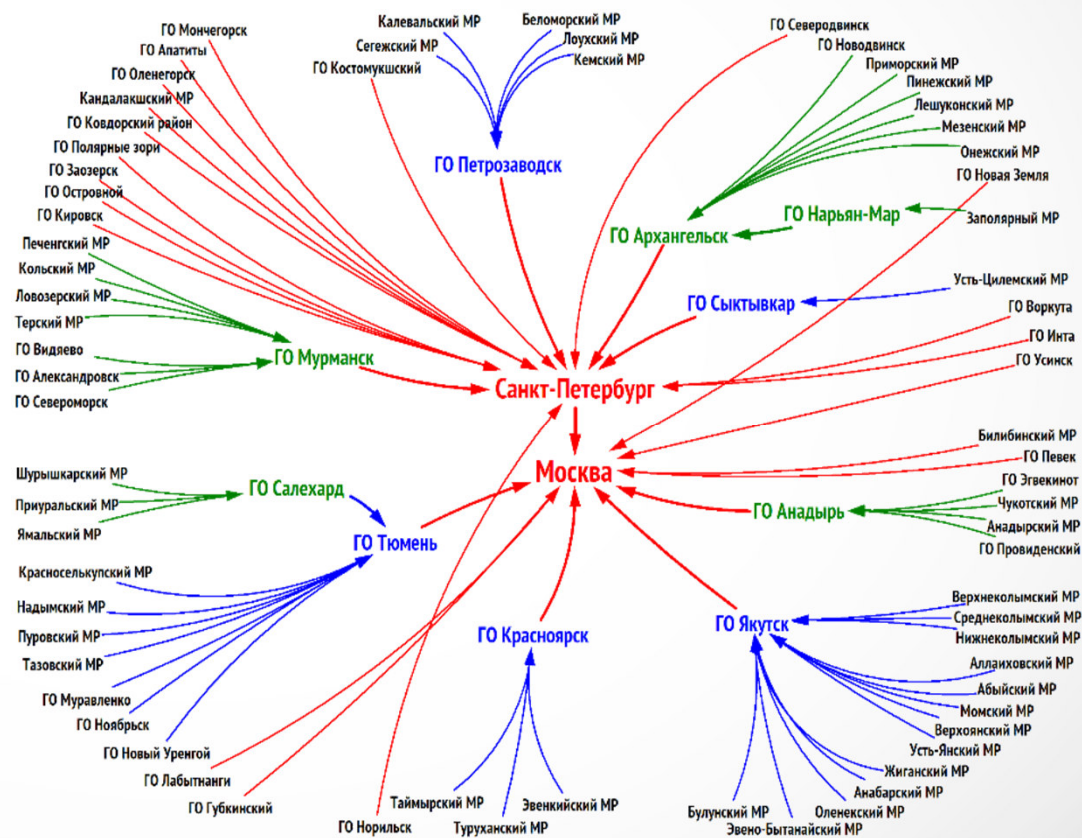 ГО Мончегорск
ГО Апатиты
ГО Оленегорск
Кандалакшский МР
ГО Ковдорский район
ГО Полярные зори
ГО Заозерск
ГО Островной
ГО Кировск
Печенгский МР
Кольский МР
Ловозерский МР
Терский МР
ГО Видяево
ГО Александровск
ГО Североморск
ГО Мурманск
Калевальский МР
Сегежский МР
ГО Костомукшский
Беломорский МР
Лоухский МР
Кемский МР
ГО Петрозаводск
ГО Северодвинск
ГО Новодвинск
Приморский МР
Пинежский МР
Лешуконский МР
Мезенский МР
Онежский МР
ГО Новая Земля
ГО Нарьян-Мар
Заполярный МР
ГО Архангельск
Усть-Цилемский МР
ГО Сыктывкар
ГО Воркута
ГО Инта
ГО Усинск
Санкт-Петербург
Москва
Билибинский МР
ГО Певек
ГО Эгвекинот
Чукотский МР
Анадырский МР
ГО Провиденский
ГО Анадырь
Шурышкарский МР
Приуральский МР
Ямальский МР
ГО Салехард
ГО Тюмень
Красноселькупский МР
Надымский МР
Пуровский МР
Тазовский МР
ГО Муравленко
ГО Ноябрьск
ГО Новый Уренгой
ГО Лабытнанги
ГО Губкинский
ГО Норильск
ГО Красноярск
Таймырский МР
Туруханский МР
Эвенкийский МР
ГО Якутск
Верхнеколымский МР
Среднеколымский МР
Нижнеколымский МР
Аллаиховский МР
Абыйский МР
Момский МР
Верхоянский МР
Усть-Янский МР
Жиганский МР
Анабарский МР
Оленекский МР
Эвено-Бытанайский МР
Булунский МР